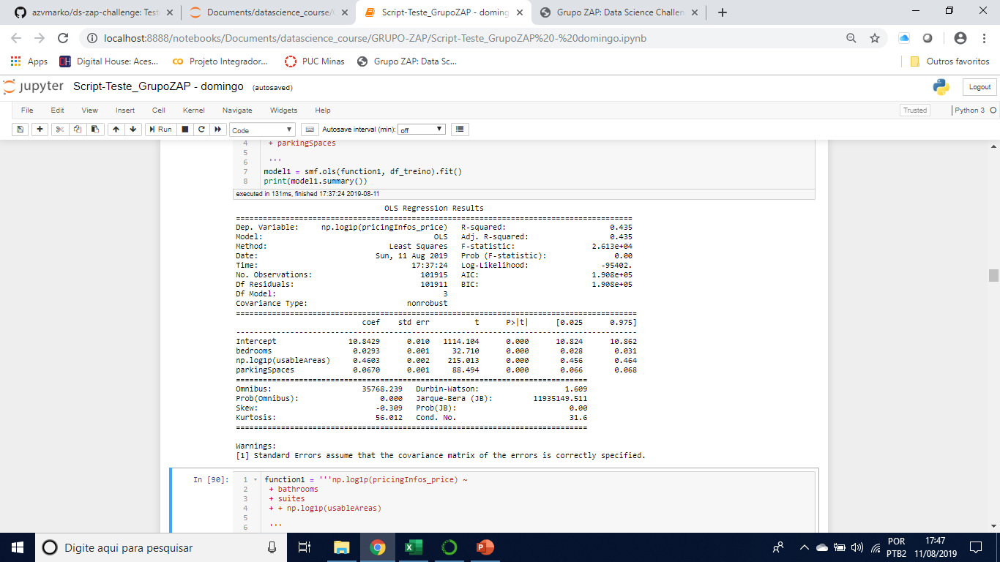 azvmarko/ds-zap-challenge: Test
Documents/datascience_course/G
Script-Teste_GrupoZAP - doming
Grupo ZAP: Data Science Challen
localhost:8888/notebooks/Documents/datascience_course/GRUPO-ZAP/Script-Teste_GrupoZAP%20-%20domingo.ipynb
Apps
Digital House: Aces...
Projeto Integrador...
PUC Minas
Grupo ZAP: Data Sc...
Outros favoritos
jupyter Script-Teste_GrupoZAP - domingo (autosaved)
Logout
File Edit View Insert Cell Kernel Navigate Widgets Help
Trusted
Python 3
Run
Code
Autosave interval (min): off
4 + parkingSpaces
5
6 '''
7 model1 = smf.ols(function1, df_treino).fit()
8 print(model1.summary())
executed in 131ms, finished 17:37:24 2019-08-11
OLS Regression Results
==============================================================================
Dep. Variable: np.log1p(pricingInfos_price) R-squared: 0.435
Model: OLS Adj. R-squared: 0.435
Method: Least Squares F-statistic: 2.613e+04
Date: Sun, 11 Aug 2019 Prob (F-statistic): 0.00
Time: 17:37:24 Log-Likelihood: -95402.
No. Observations: 101915 AIC: 1.908e+05
Df Residuals: 101911 BIC: 1.908e+05
Df Model: 3
Covariance Type: nonrobust
==============================================================================
coef std err t P>|t| [0.025 0.975]
------------------------------------------------------------------------------
Intercept 10.8429 0.010 1114.104 0.000 10.824 10.862
bedrooms 0.0293 0.001 32.710 0.000 0.028 0.031
np.log1p(usableAreas) 0.4603 0.002 215.013 0.000 0.456 0.464
parkingSpaces 0.0670 0.001 88.494 0.000 0.066 0.068
==============================================================================
Omnibus: 35768.239 Durbin-Watson: 1.609
Prob(Omnibus): 0.000 Jarque-Bera (JB): 11935149.511
Skew: -0.309 Prob(JB): 0.00
Kurtosis: 56.012 Cond. No. 31.6
==============================================================================
Warnings:
[1] Standard Errors assume that the covariance matrix of the errors is correctly specified.
In [90]:
1 function1 = '''np.log1p(pricingInfos_price) ~
2 + bathrooms
3 + suites
4 + + np.log1p(usableAreas)
5
6 '''
Digite aqui para pesquisar
POR
PTB2
17:47
11/08/2019